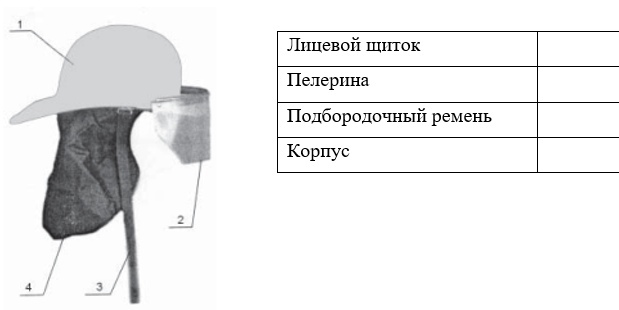 1
2
3
4
Лицевой щиток
Пелерина
Подбородочный ремень
Корпус